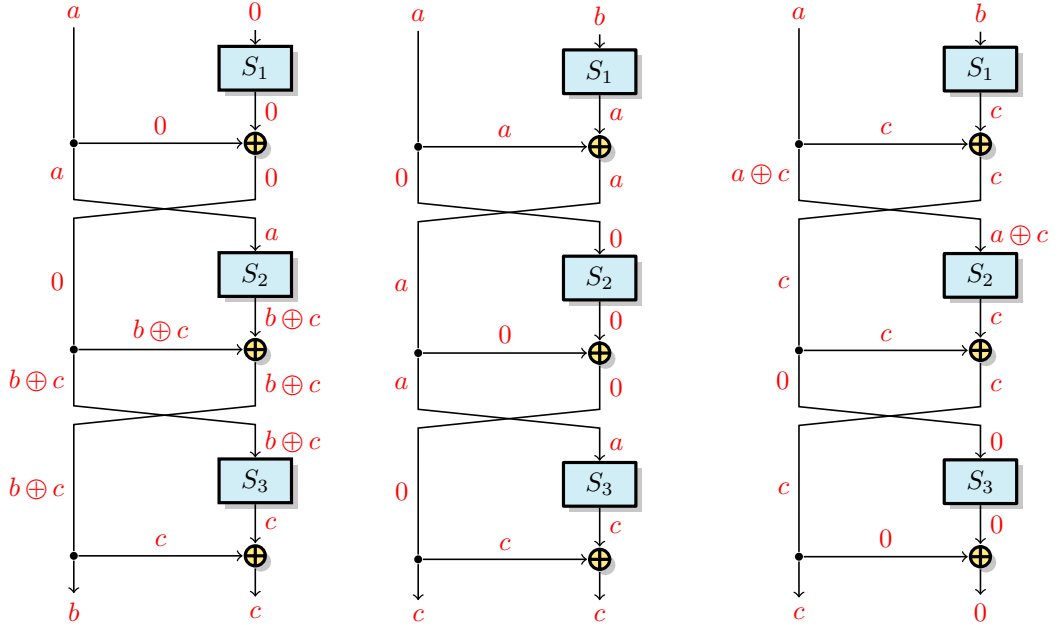 a 0 a b a b
S₁ S₁ S₁
0 a c
0 a c
a 0 0 a a ⊕ c c
a 0 a ⊕ c
0 S₂ a S₂ c S₂
b ⊕ c 0 c
b ⊕ c 0 c
b ⊕ c b ⊕ c a 0 0 c
b ⊕ c a 0
b ⊕ c S₃ 0 S₃ c S₃
c c 0
c c 0
b c c c c 0